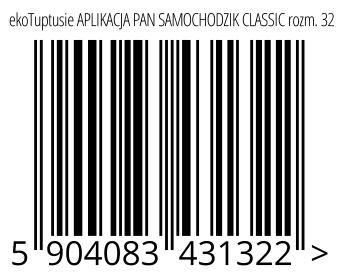 ekoTuptusie APLIKACJA PAN SAMOCHODZIK CLASSIC rozm. 32
5 904083 431322 >